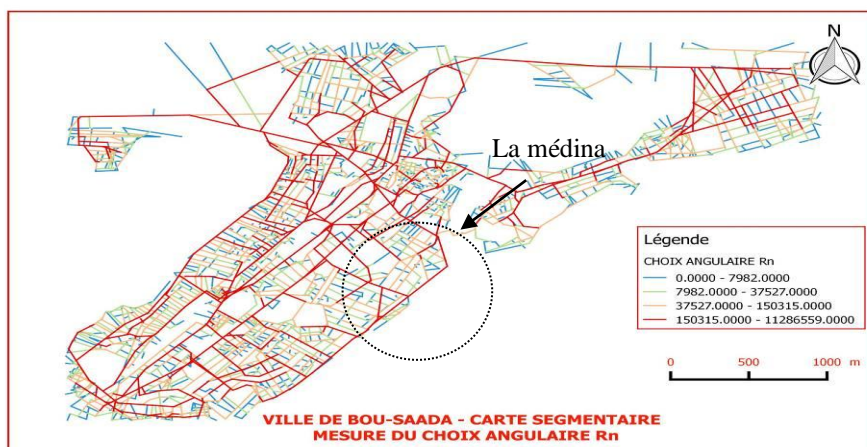 N
La médina
Légende
CHOIX ANGULAIRE Rn
0.0000 - 7982.0000
7982.0000 - 37527.0000
37527.0000 - 150315.0000
150315.0000 - 11286559.0000
0 500 1000 m
VILLE DE BOU-SAADA - CARTE SEGMENTAIRE
MESURE DU CHOIX ANGULAIRE Rn